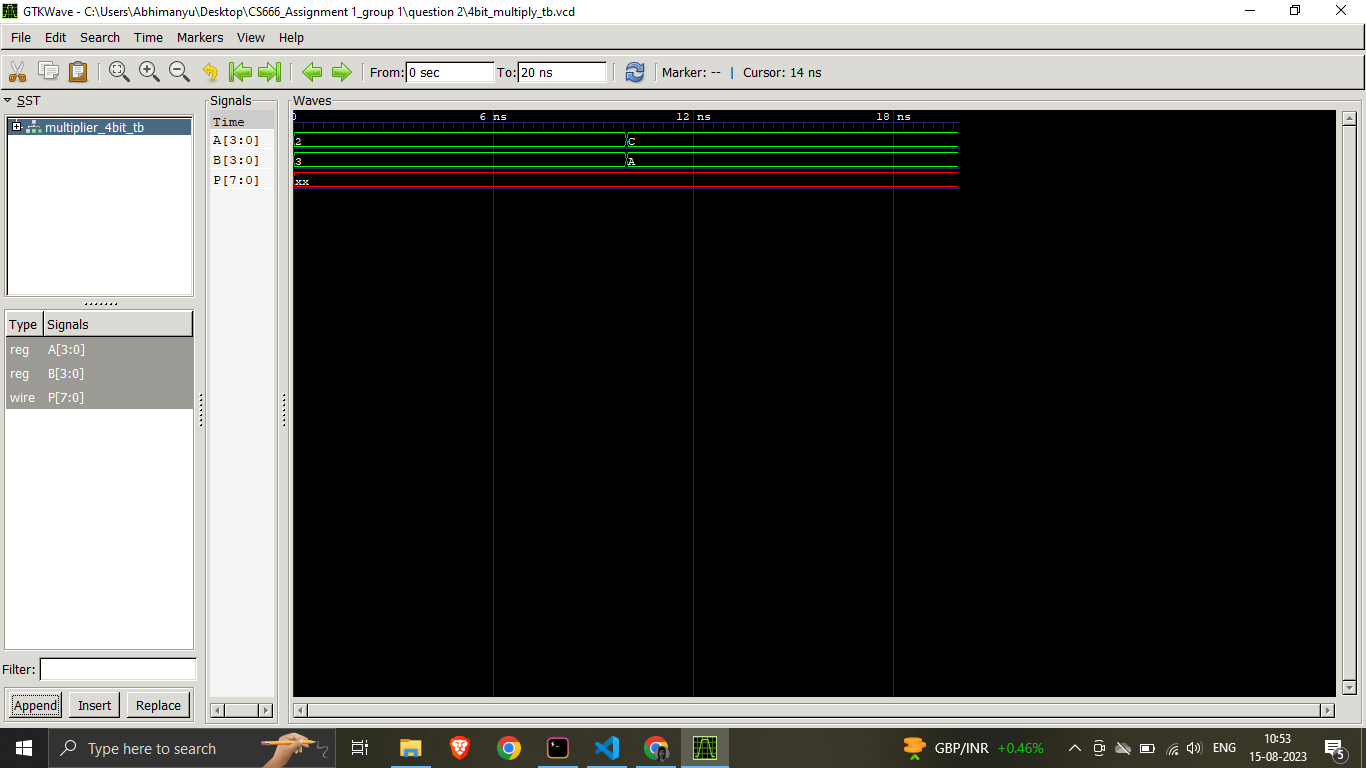 GTKWave - C:\Users\Abhimanyu\Desktop\CS666_Assignment 1_group 1\question 2\4bit_multiply_tb.vcd
File Edit Search Time Markers View Help
From: 0 sec To: 20 ns Marker: -- | Cursor: 14 ns
SST
multiplier_4bit_tb
Type Signals
reg A[3:0]
reg B[3:0]
wire P[7:0]
Filter:
Append Insert Replace
Signals
Time
A[3:0]
B[3:0]
P[7:0]
Waves
0 6 ns 12 ns 18 ns
2 C
3 A
xx
Type here to search
GBP/INR +0.46%
ENG
10:53
15-08-2023
5